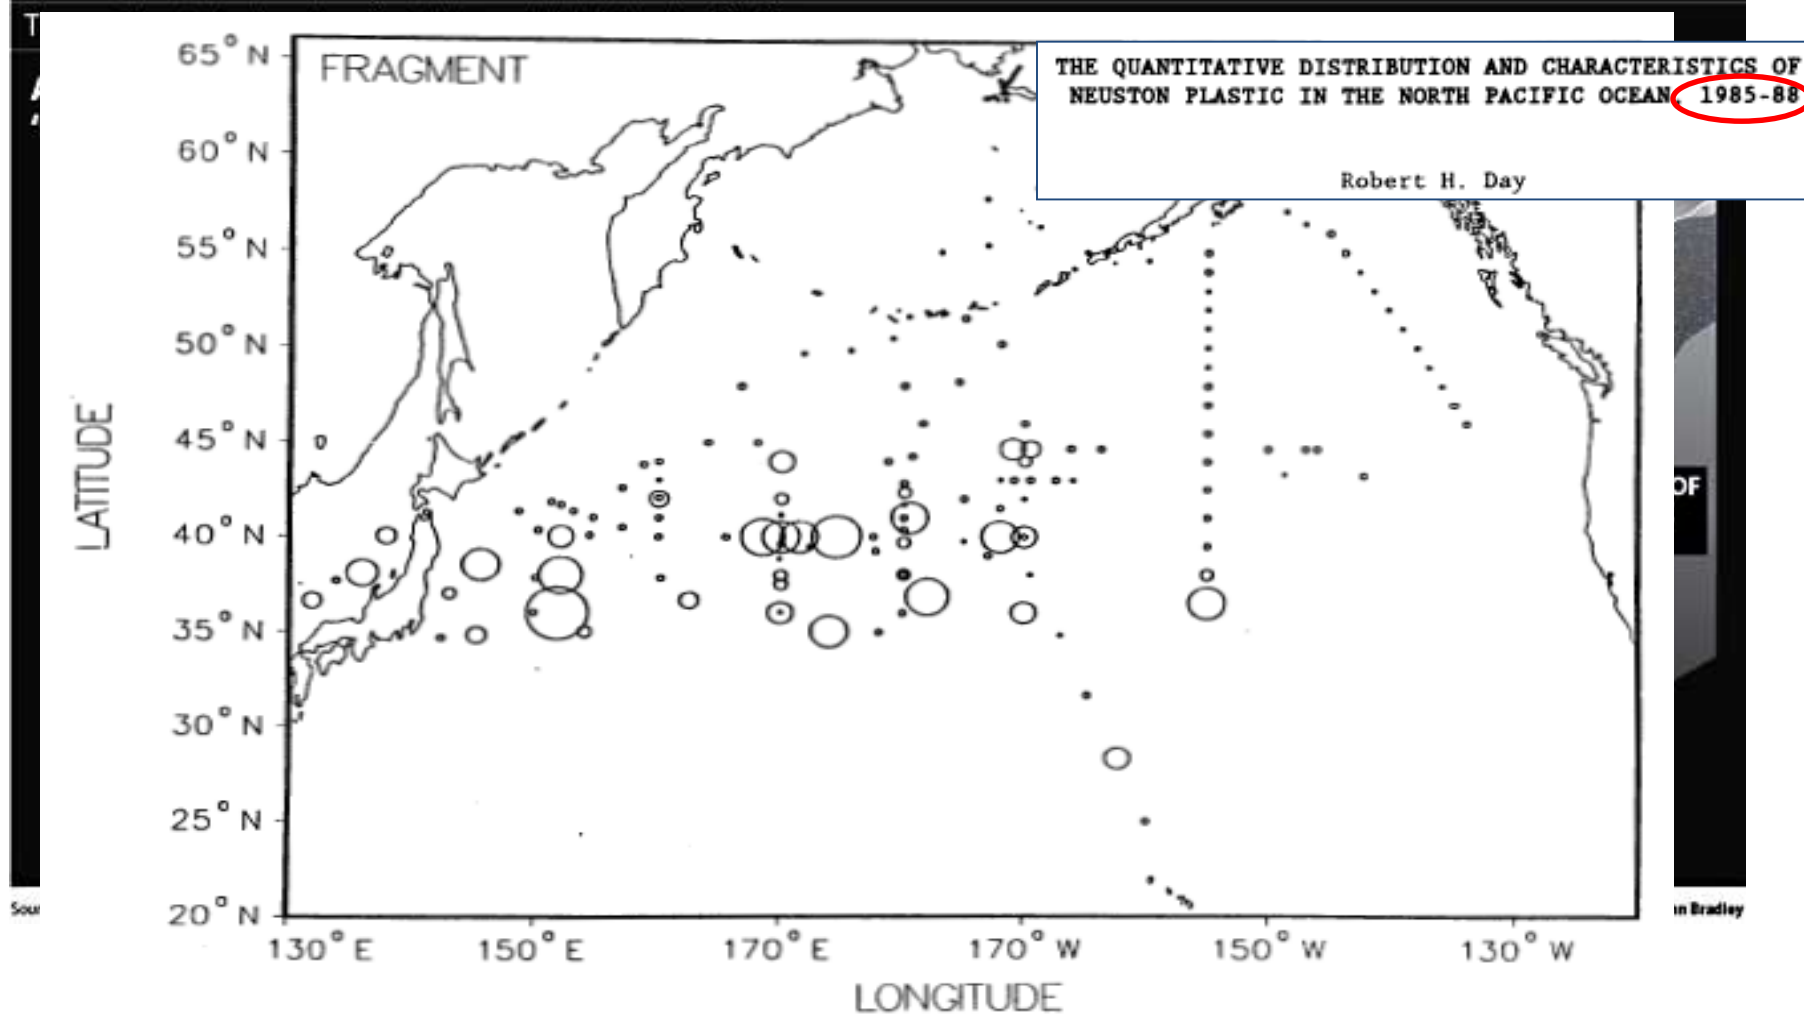 T
THE QUANTITATIVE DISTRIBUTION AND CHARACTERISTICS OF
NEUSTON PLASTIC IN THE NORTH PACIFIC OCEAN, 1985-88
Robert H. Day
FRAGMENT
65° N
60° N
55° N
50° N
45° N
40° N
35° N
30° N
25° N
20° N
LATITUDE
130° E
150° E
170° E
170° W
150° W
130° W
LONGITUDE
OF
Sour
nn Bradley